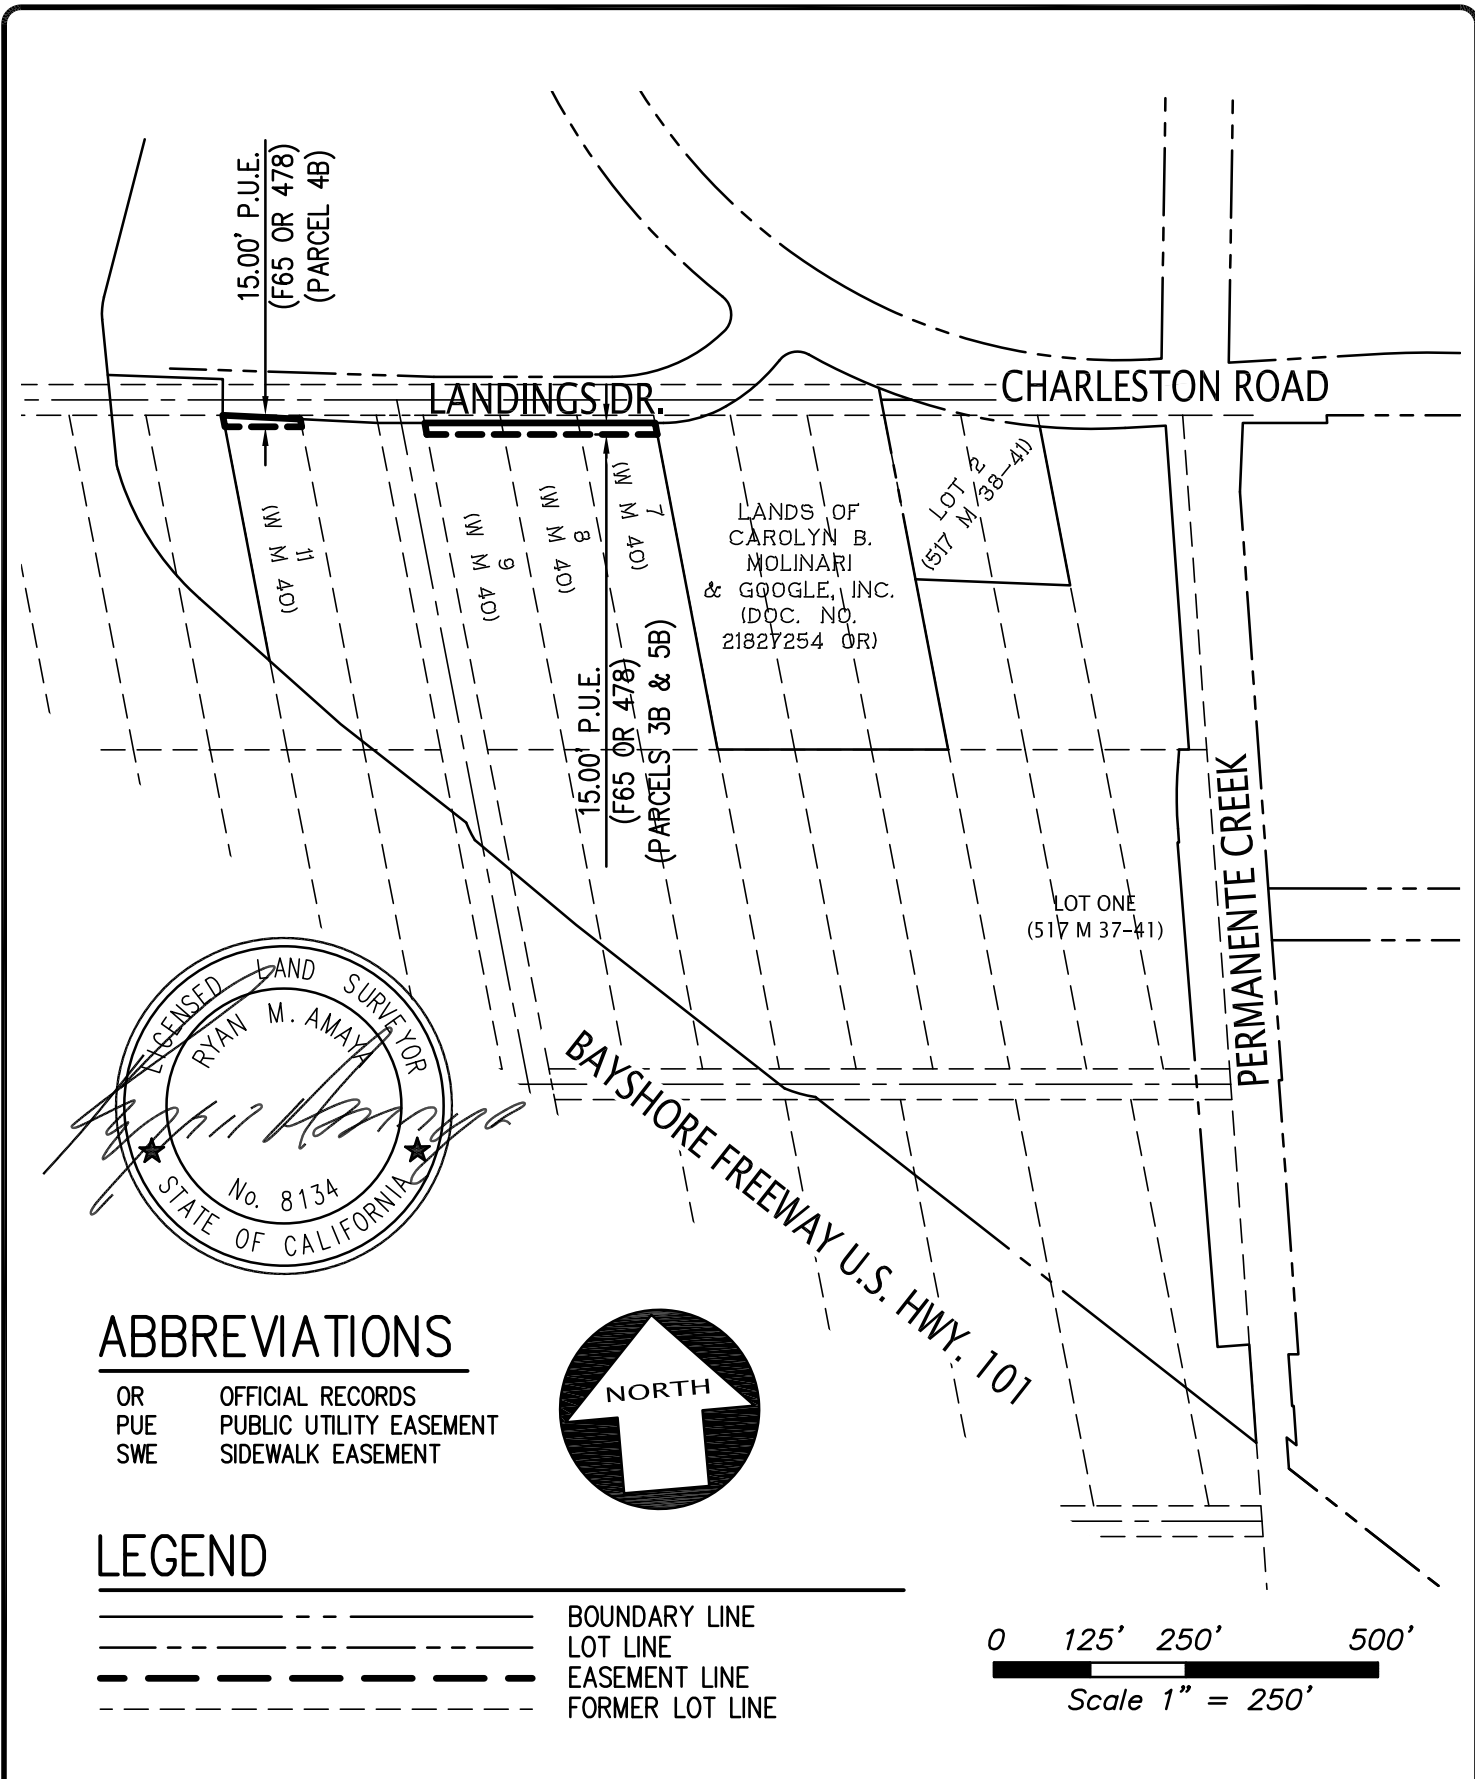 15.00' P.U.E.
(F65 OR 478)
(PARCEL 4B)
LANDINGS DR.
CHARLESTON ROAD
LOT 2
(517 M 38-41)
LANDS OF
CAROLYN B.
MOLINARI
& GOOGLE, INC.
(DOC. NO.
21827254 OR)
11
(W M 40)
9
(W M 40)
8
(W M 40)
7
(W M 40)
15.00' P.U.E.
(F65 OR 478)
(PARCELS 3B & 5B)
PERMANENTE CREEK
LOT ONE
(517 M 37-41)
BAYSHORE FREEWAY U.S. HWY. 101
LICENSED LAND SURVEYOR
RYAN M. AMAYA
No. 8134
STATE OF CALIFORNIA
ABBREVIATIONS
OR OFFICIAL RECORDS
PUE PUBLIC UTILITY EASEMENT
SWE SIDEWALK EASEMENT
NORTH
LEGEND
BOUNDARY LINE
LOT LINE
EASEMENT LINE
FORMER LOT LINE
0 125' 250' 500'
Scale 1" = 250'